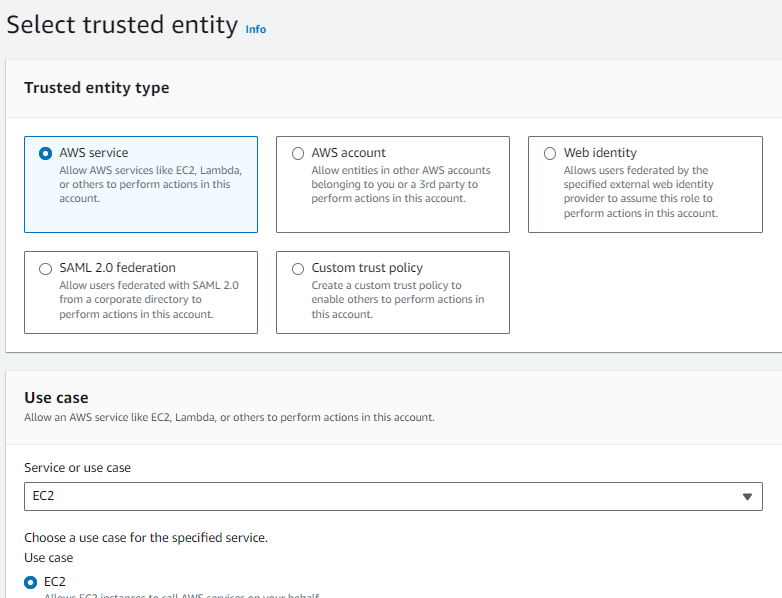 Select trusted entity Info
Trusted entity type
AWS service
Allow AWS services like EC2, Lambda,
or others to perform actions in this
account.
AWS account
Allow entities in other AWS accounts
belonging to you or a 3rd party to
perform actions in this account.
Web identity
Allows users federated by the
specified external web identity
provider to assume this role to
perform actions in this account.
SAML 2.0 federation
Allow users federated with SAML 2.0
from a corporate directory to
perform actions in this account.
Custom trust policy
Create a custom trust policy to
enable others to perform actions in
this account.
Use case
Allow an AWS service like EC2, Lambda, or others to perform actions in this account.
Service or use case
EC2
Choose a use case for the specified service.
Use case
EC2
Allows EC2 instances to call AWS services on your behalf.